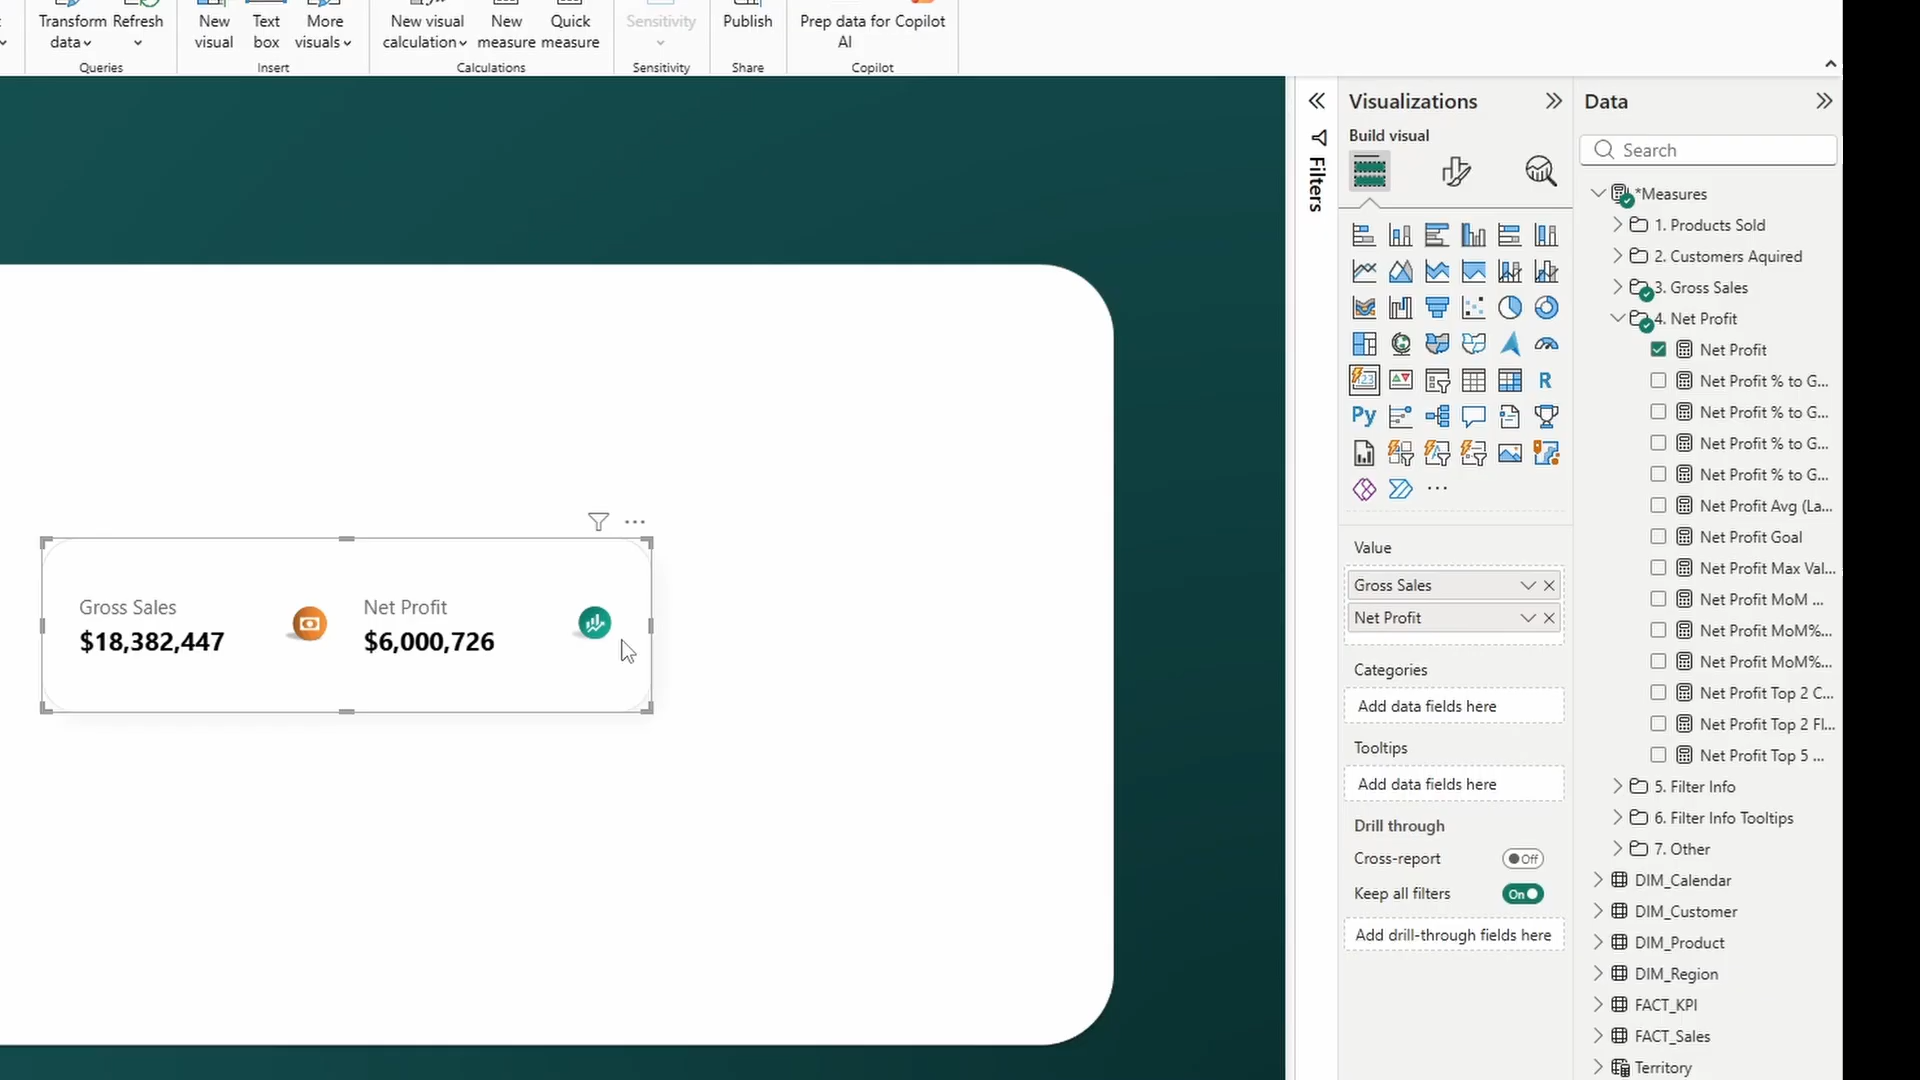 Transform data
Refresh
New visual
Text box
More visuals
New visual calculation
New measure
Quick measure
Sensitivity
Publish
Prep data for AI
Copilot
Queries
Insert
Calculations
Sensitivity
Share
Copilot
Filters
Visualizations
Build visual
Py
R
123
Value
Gross Sales
Net Profit
Categories
Add data fields here
Tooltips
Add data fields here
Drill through
Cross-report
Off
Keep all filters
On
Add drill-through fields here
Data
Search
*Measures
1. Products Sold
2. Customers Aquired
3. Gross Sales
4. Net Profit
Net Profit
Net Profit % to G...
Net Profit % to G...
Net Profit % to G...
Net Profit % to G...
Net Profit Avg (La...
Net Profit Goal
Net Profit Max Val...
Net Profit MoM ...
Net Profit MoM%...
Net Profit MoM%...
Net Profit Top 2 C...
Net Profit Top 2 Fl...
Net Profit Top 5 ...
5. Filter Info
6. Filter Info Tooltips
7. Other
DIM_Calendar
DIM_Customer
DIM_Product
DIM_Region
FACT_KPI
FACT_Sales
Territory
Gross Sales
$18,382,447
Net Profit
$6,000,726